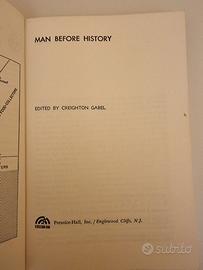 MAN BEFORE HISTORY
EDITED BY CREIGHTON GABEL
Prentice-Hall, Inc. / Englewood Cliffs, N.J.
subito